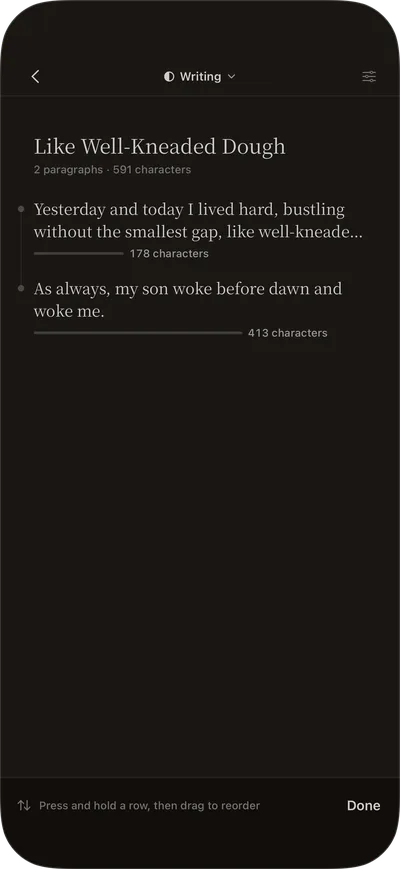 Writing
Like Well-Kneaded Dough
2 paragraphs · 591 characters
Yesterday and today I lived hard, bustling
without the smallest gap, like well-kneade...
178 characters
As always, my son woke before dawn and
woke me.
413 characters
Press and hold a row, then drag to reorder
Done